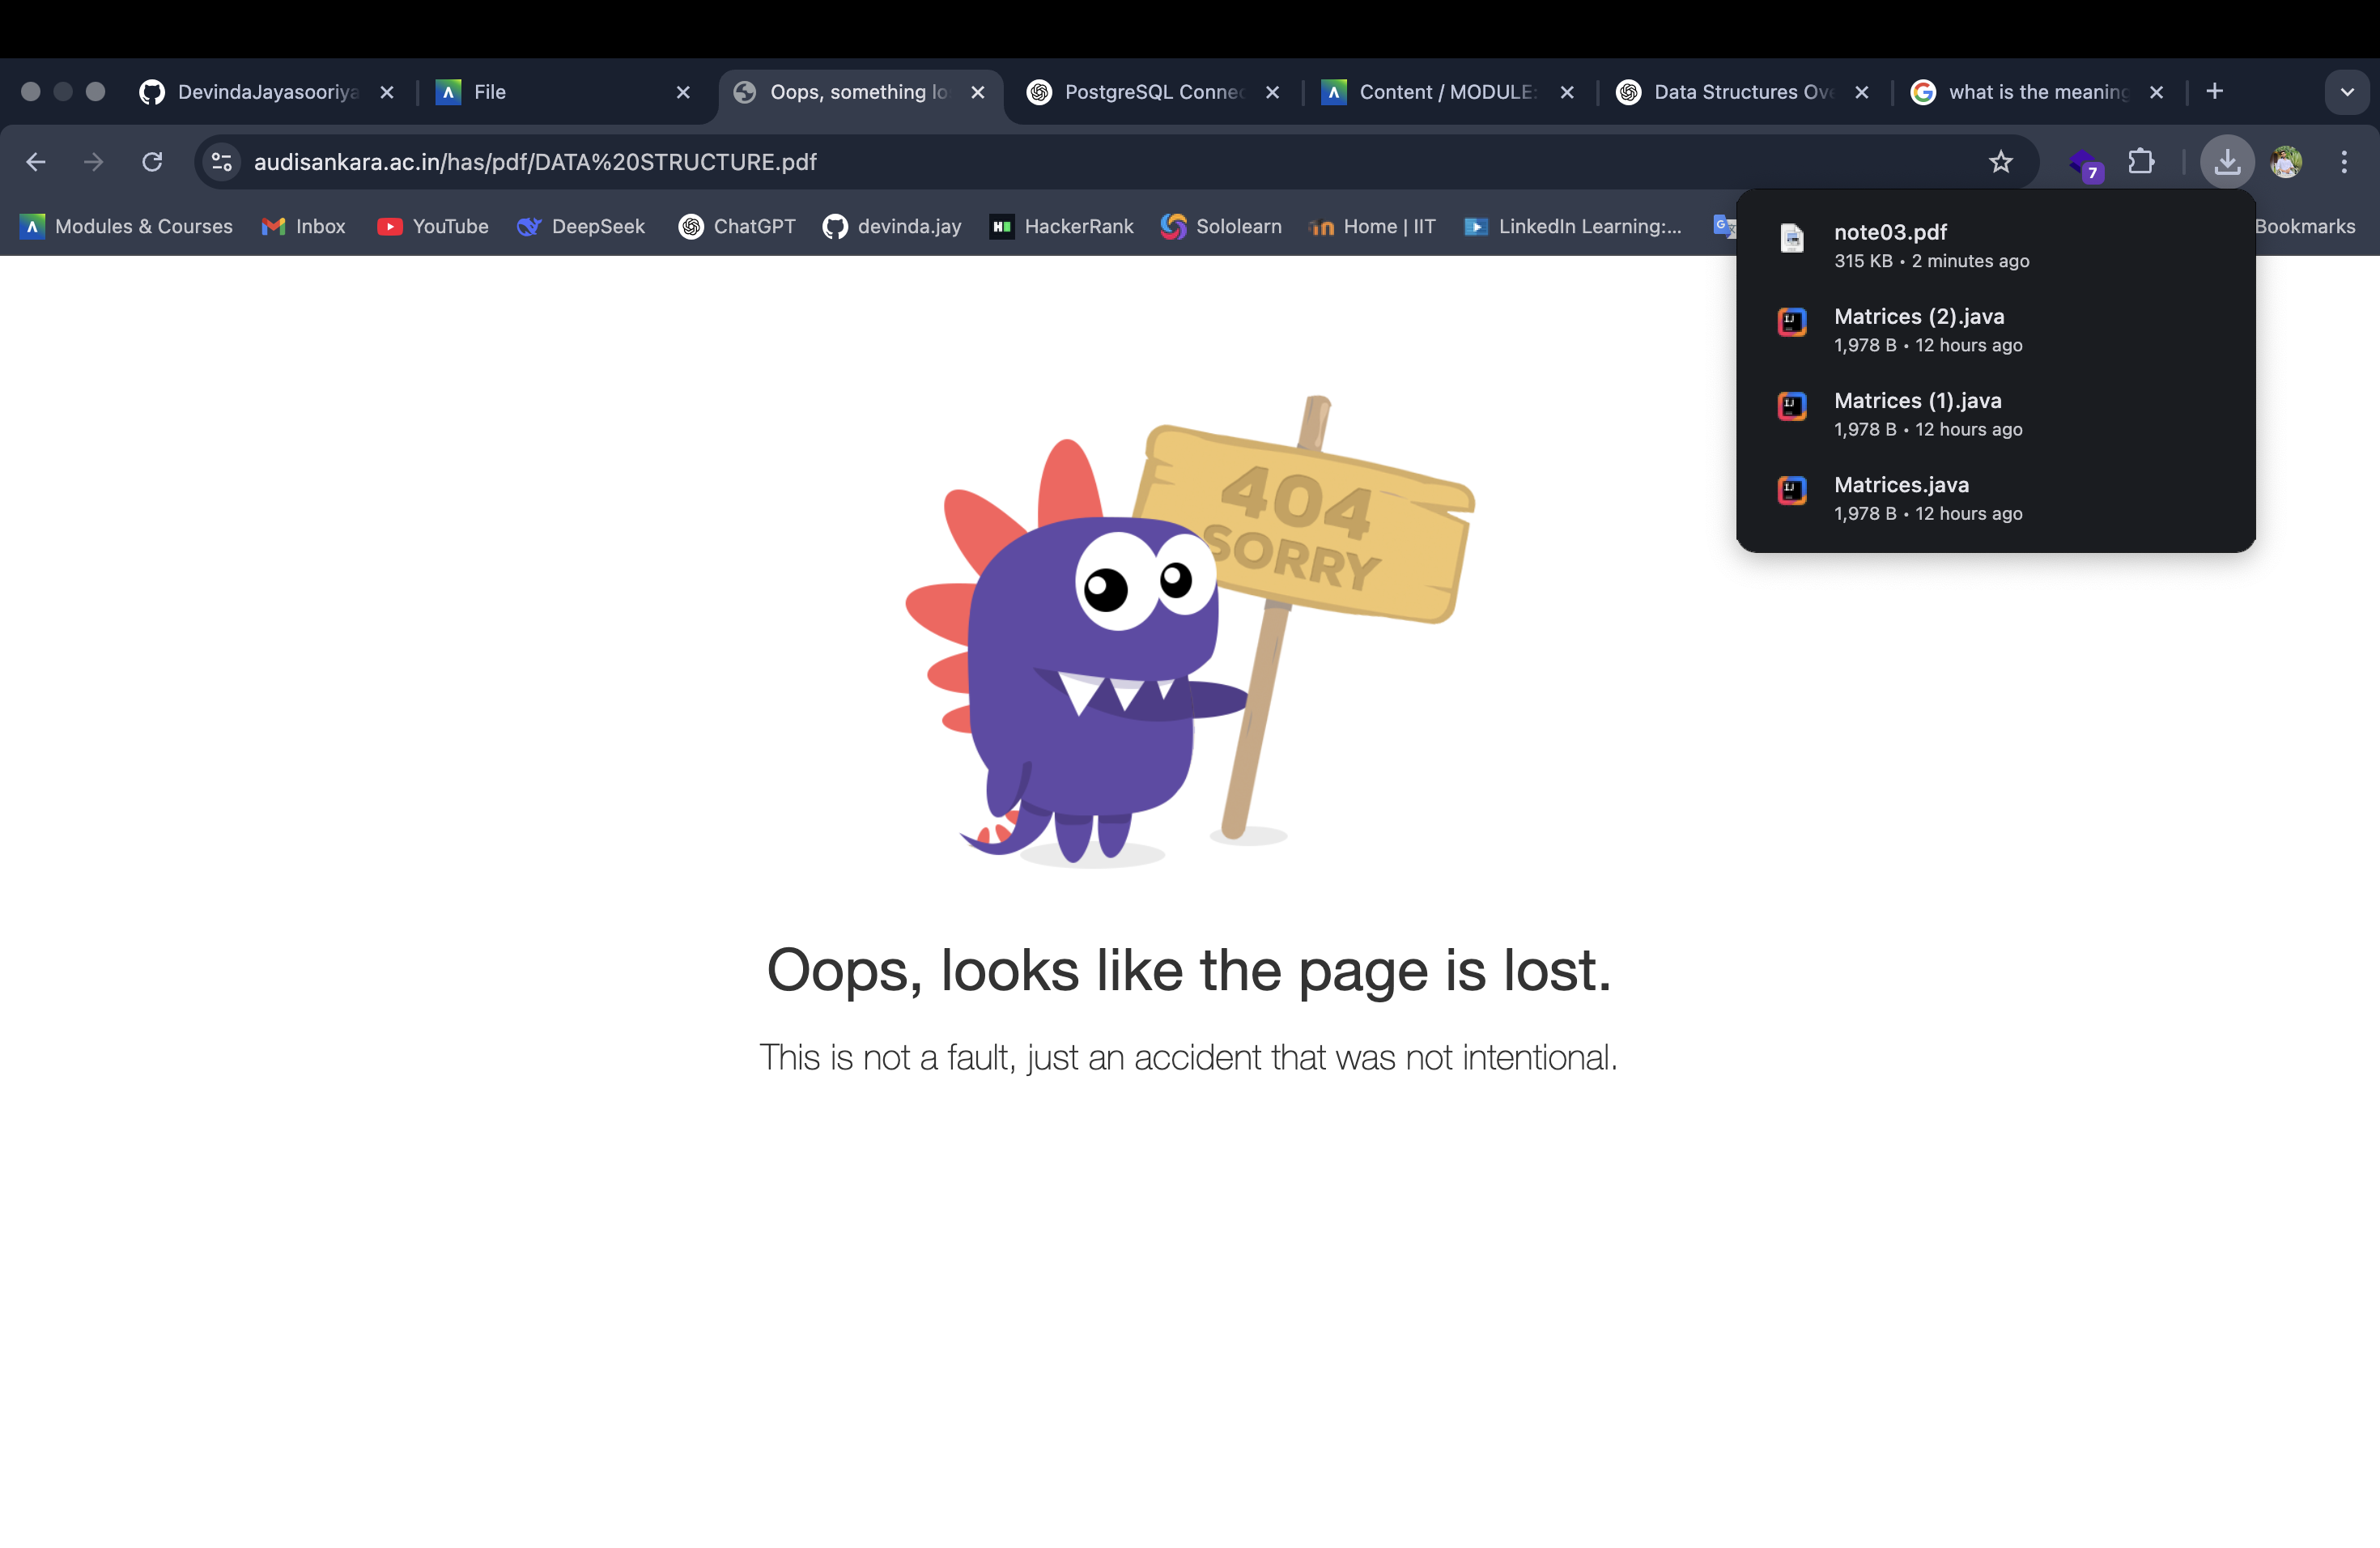 DevindaJayasooriya
File
Oops, something lo
PostgreSQL Connec
Content / MODULE:
Data Structures Ove
what is the meaning
audisankara.ac.in/has/pdf/DATA%20STRUCTURE.pdf
7
Modules & Courses
Inbox
YouTube
DeepSeek
ChatGPT
devinda.jay
HackerRank
Sololearn
Home | IIT
LinkedIn Learning:...
Bookmarks
note03.pdf
315 KB • 2 minutes ago
Matrices (2).java
1,978 B • 12 hours ago
Matrices (1).java
1,978 B • 12 hours ago
Matrices.java
1,978 B • 12 hours ago
404
SORRY
Oops, looks like the page is lost.
This is not a fault, just an accident that was not intentional.